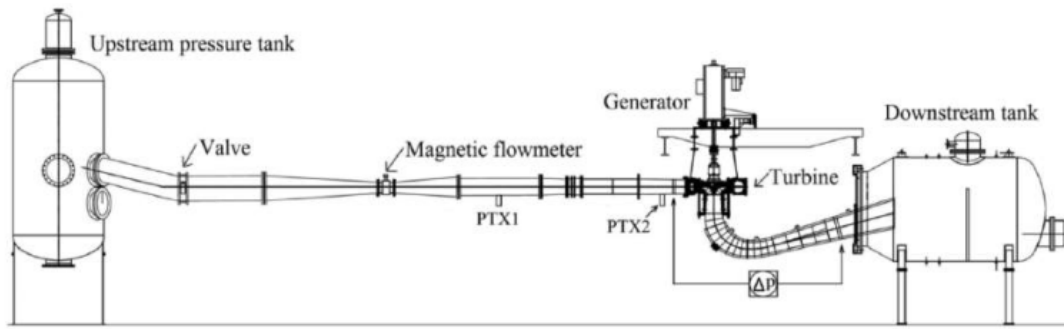 Upstream pressure tank
Generator
Downstream tank
Valve
Magnetic flowmeter
Turbine
PTX1
PTX2
ΔP